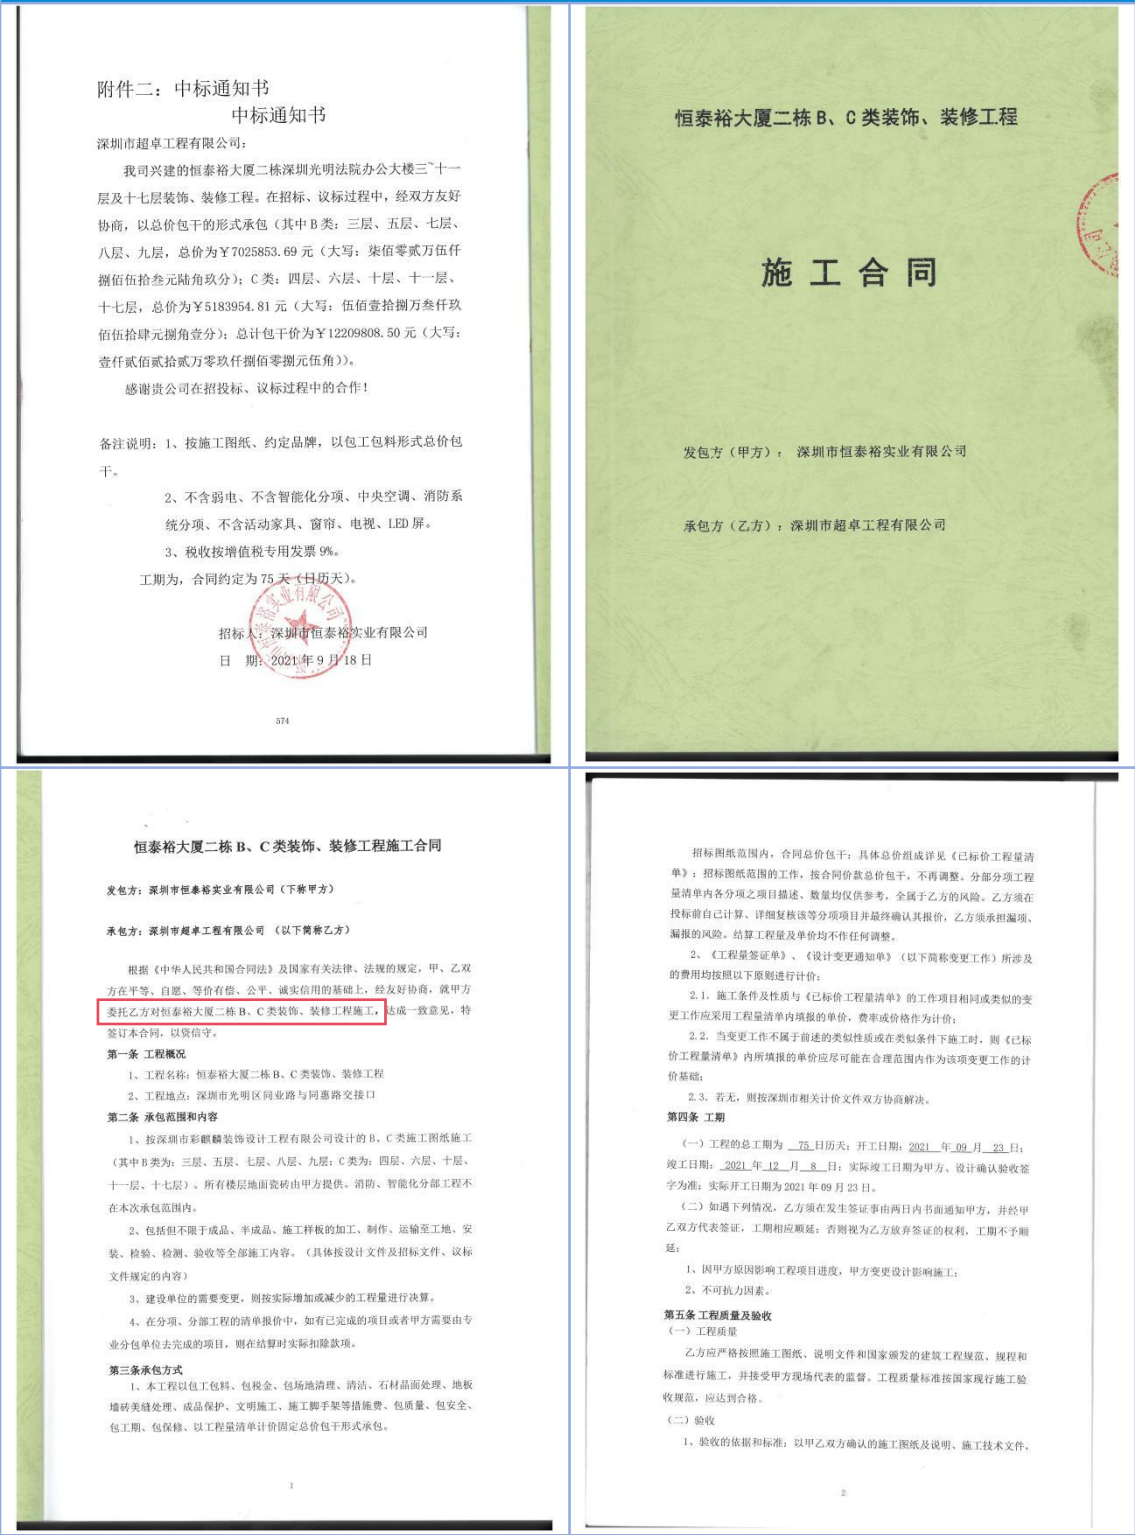 附件二：中标通知书
中标通知书
深圳市超卓工程有限公司：
我司兴建的恒泰裕大厦二栋深圳光明法院办公大楼三~十一
层及十七层装饰、装修工程。在招标、议标过程中，经双方友好
协商，以总价包干的形式承包（其中B类：三层、五层、七层、
八层、九层，总价为￥7025853.69元（大写：柒佰零贰万伍仟
捌佰伍拾叁元陆角玖分）；C类：四层、六层、十层、十一层、
十七层，总价为￥5183954.81元（大写：伍佰壹拾捌万叁仟玖
佰伍拾肆元捌角壹分）；总计包干价为￥12209808.50元（大写：
壹仟贰佰贰拾贰万零玖仟捌佰零捌元伍角））。
感谢贵公司在招投标、议标过程中的合作！
备注说明：1、按施工图纸、约定品牌，以包工包料形式总价包
干。
2、不含弱电、不含智能化分项、中央空调、消防系
统分项、不含活动家具、窗帘、电视、LED屏。
3、税收按增值税专用发票9%。
工期为，合同约定为75天（日历天）。
招标人：深圳市恒泰裕实业有限公司
日　期：2021年9月18日
574
恒泰裕大厦二栋B、C类装饰、装修工程
施工合同
发包方（甲方）：深圳市恒泰裕实业有限公司
承包方（乙方）：深圳市超卓工程有限公司
恒泰裕大厦二栋B、C类装饰、装修工程施工合同
发包方：深圳市恒泰裕实业有限公司（下称甲方）
承包方：深圳市超卓工程有限公司 （以下简称乙方）
根据《中华人民共和国合同法》及国家有关法律、法规的规定，甲、乙双
方在平等、自愿、等价有偿、公平、诚实信用的基础上，经友好协商，就甲方
委托乙方对恒泰裕大厦二栋B、C类装饰、装修工程施工，达成一致意见，特
签订本合同，以资信守。
第一条 工程概况
1、工程名称：恒泰裕大厦二栋B、C类装饰、装修工程
2、工程地点：深圳市光明区同业路与同惠路交接口
第二条 承包范围和内容
1、按深圳市彩麒麟装饰设计工程有限公司设计的B、C类施工图纸施工
（其中B类为：三层、五层、七层、八层、九层；C类为：四层、六层、十层、
十一层、十七层）。所有楼层地面瓷砖由甲方提供。消防、智能化分部工程不
在本次承包范围内。
2、包括但不限于成品、半成品、施工样板的加工、制作、运输至工地、安
装、检验、检测、验收等全部施工内容。（具体按设计文件及招标文件、议标
文件规定的内容）
3、建设单位的需要变更，则按实际增加或减少的工程量进行决算。
4、在分项、分部工程的清单报价中，如有已完成的项目或者甲方需要由专
业分包单位去完成的项目，则在结算时实际扣除款项。
第三条承包方式
1、本工程以包工包料、包税金、包场地清理、清洁、石材晶面处理、地板
墙砖美缝处理、成品保护、文明施工、施工脚手架等措施费、包质量、包安全、
包工期、包保修、以工程量清单计价固定总价包干形式承包。
1
招标图纸范围内，合同总价包干；具体总价组成详见《已标价工程量清
单》；招标图纸范围的工作，按合同价款总价包干，不再调整。分部分项工程
量清单内各分项之项目描述、数量均仅供参考，全属于乙方的风险。乙方须在
投标前自己计算、详细复核该等分项项目并最终确认其报价，乙方须承担漏项、
漏报的风险。结算工程量及单价均不作任何调整。
2、《工程量签证单》、《设计变更通知单》（以下简称变更工作）所涉及
的费用均按照以下原则进行计价：
2.1. 施工条件及性质与《已标价工程量清单》的工作项目相同或类似的变
更工作应采用工程量清单内填报的单价，费率或价格作为计价；
2.2. 当变更工作不属于前述的类似性质或在类似条件下施工时，则《已标
价工程量清单》内所填报的单价应尽可能在合理范围内作为该项变更工作的计
价基础；
2.3. 若无，则按深圳市相关计价文件双方协商解决。
第四条 工期
（一）工程的总工期为 75 日历天；开工日期：2021 年 09 月 23 日；
竣工日期： 2021 年 12 月 8 日；实际竣工日期为甲方、设计确认验收签
字为准；实际开工日期为2021年09月23日。
（二）如遇下列情况，乙方须在发生签证事由两日内书面通知甲方，并经甲
乙双方代表签证，工期相应顺延；否则视为乙方放弃签证的权利，工期不予顺
延：
1、因甲方原因影响工程项目进度，甲方变更设计影响施工；
2、不可抗力因素。
第五条 工程质量及验收
（一）工程质量
乙方应严格按照施工图纸、说明文件和国家颁发的建筑工程规范、规程和
标准进行施工，并接受甲方现场代表的监督。工程质量标准按国家现行施工验
收规范，应达到合格。
（二）验收
1、验收的依据和标准：以甲乙双方确认的施工图纸及说明、施工技术文件，
2